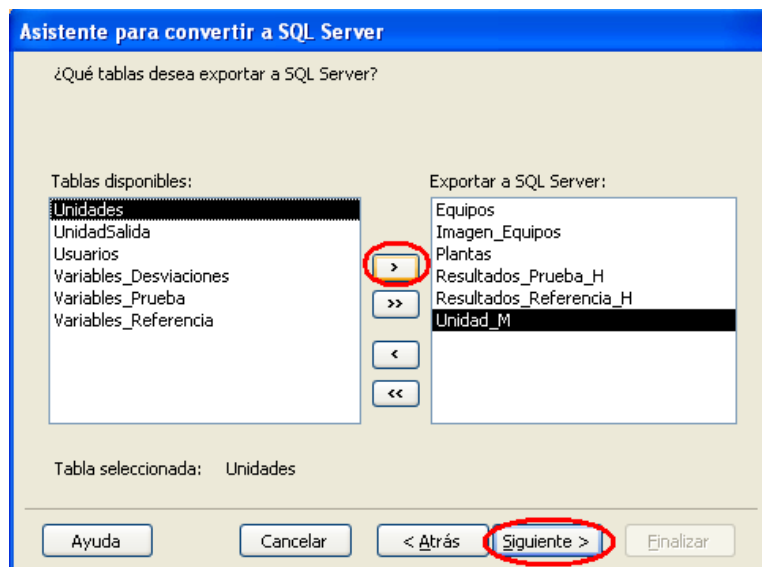 Asistente para convertir a SQL Server
¿Qué tablas desea exportar a SQL Server?
Tablas disponibles:
Unidades
UnidadSalida
Usuarios
Variables_Desviaciones
Variables_Prueba
Variables_Referencia
>
>>
<
<<
Exportar a SQL Server:
Equipos
Imagen_Equipos
Plantas
Resultados_Prueba_H
Resultados_Referencia_H
Unidad_M
Tabla seleccionada: Unidades
Ayuda
Cancelar
< Atrás
Siguiente >
Finalizar